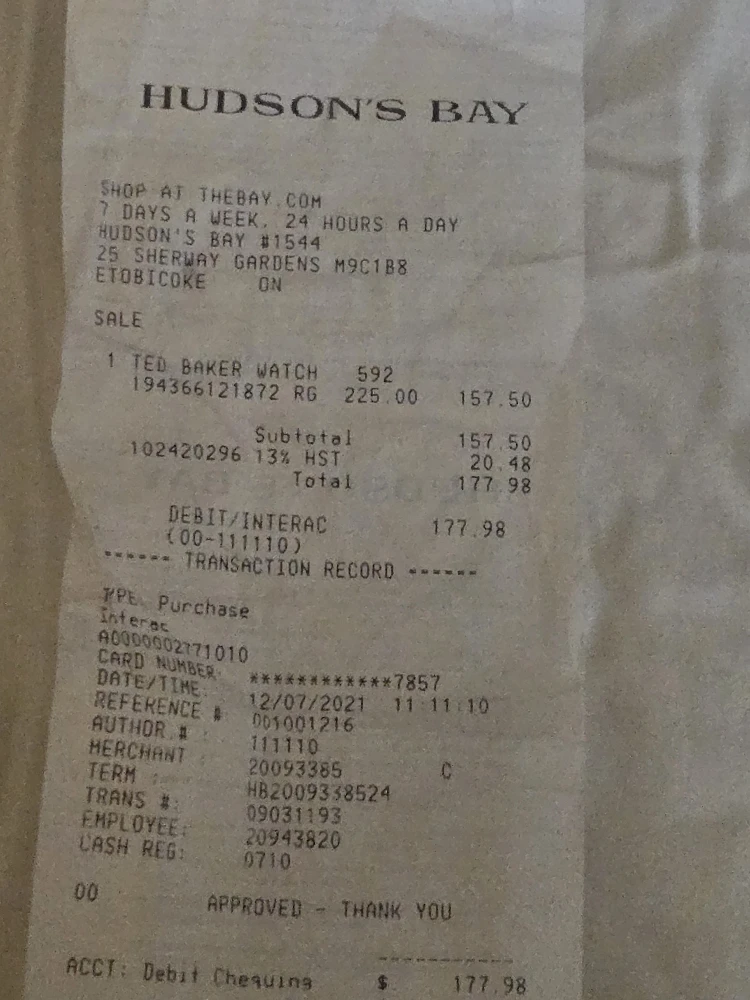 HUDSON'S BAY
SHOP AT THEBAY.COM
7 DAYS A WEEK, 24 HOURS A DAY
HUDSON'S BAY #1544
25 SHERWAY GARDENS M9C1B8
ETOBICOKE ON
SALE
1 TED BAKER WATCH 592
194366121872 RG 225.00 157.50
Subtotal 157.50
102420296 13% HST 20.48
Total 177.98
DEBIT/INTERAC 177.98
(00-111110)
------ TRANSACTION RECORD ------
TYPE: Purchase
Interac
A0000002771010
CARD NUMBER: ************7857
DATE/TIME: 12/07/2021 11:11:10
REFERENCE # 001001216
AUTHOR.# : 111110
MERCHANT : 20093385 C
TERM : HB2009338524
TRANS #: 09031193
EMPLOYEE: 20943820
CASH REG: 0710
00 APPROVED - THANK YOU
-----------
ACCT: Debit Chequing $ 177.98